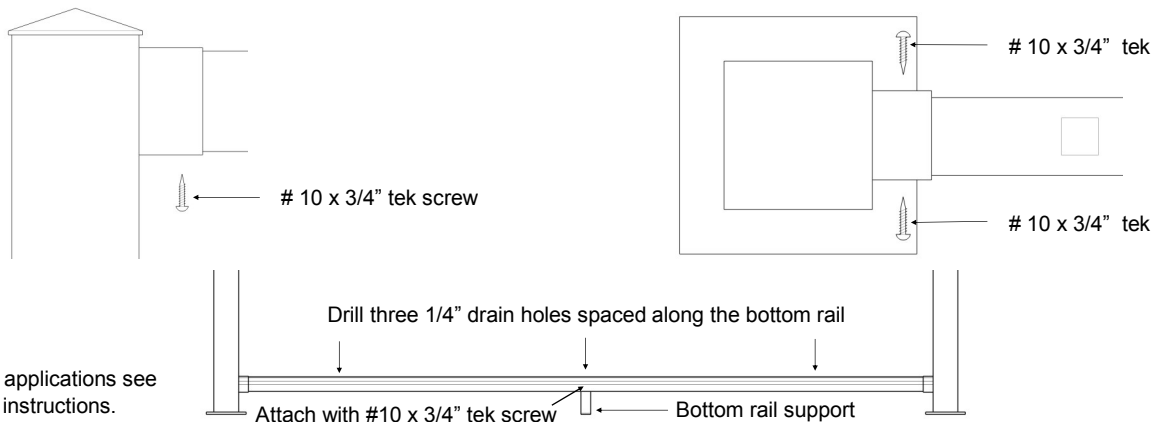 # 10 x 3/4” tek
# 10 x 3/4” tek screw
# 10 x 3/4” tek
Drill three 1/4” drain holes spaced along the bottom rail
applications see
instructions.
Attach with #10 x 3/4” tek screw
Bottom rail support